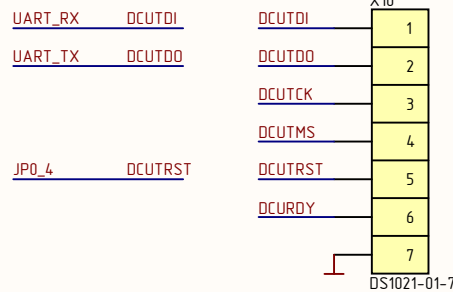 X10
UART_RX DCUTDI DCUTDI 1
UART_TX DCUTDO DCUTDO 2
DCUTCK 3
DCUTMS 4
JP0_4 DCUTRST DCUTRST 5
DCURDY 6
7
DS1021-01-7